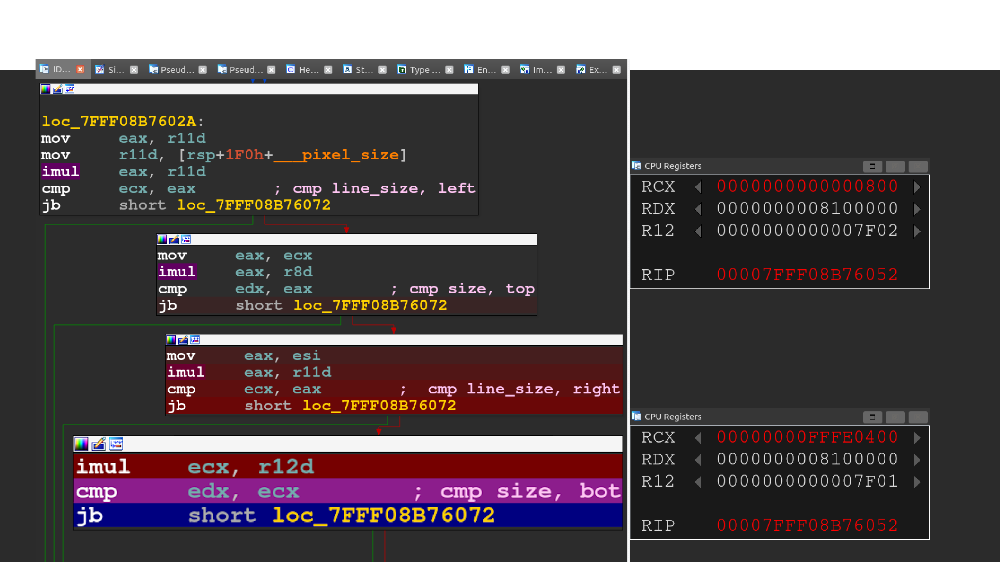 ID... Si... Pseud... Pseud... He... St... Type ... En... Im... Ex...
loc_7FFF08B7602A:
mov eax, r11d
mov r11d, [rsp+1F0h+___pixel_size]
imul eax, r11d
cmp ecx, eax ; cmp line_size, left
jb short loc_7FFF08B76072
mov eax, ecx
imul eax, r8d
cmp edx, eax ; cmp size, top
jb short loc_7FFF08B76072
mov eax, esi
imul eax, r11d
cmp ecx, eax ; cmp line_size, right
jb short loc_7FFF08B76072
imul ecx, r12d
cmp edx, ecx ; cmp size, bot
jb short loc_7FFF08B76072
CPU Registers
RCX 0000000000000800
RDX 0000000008100000
R12 0000000000007F02
RIP 00007FFF08B76052
CPU Registers
RCX 00000000FFFE0400
RDX 0000000008100000
R12 0000000000007F01
RIP 00007FFF08B76052